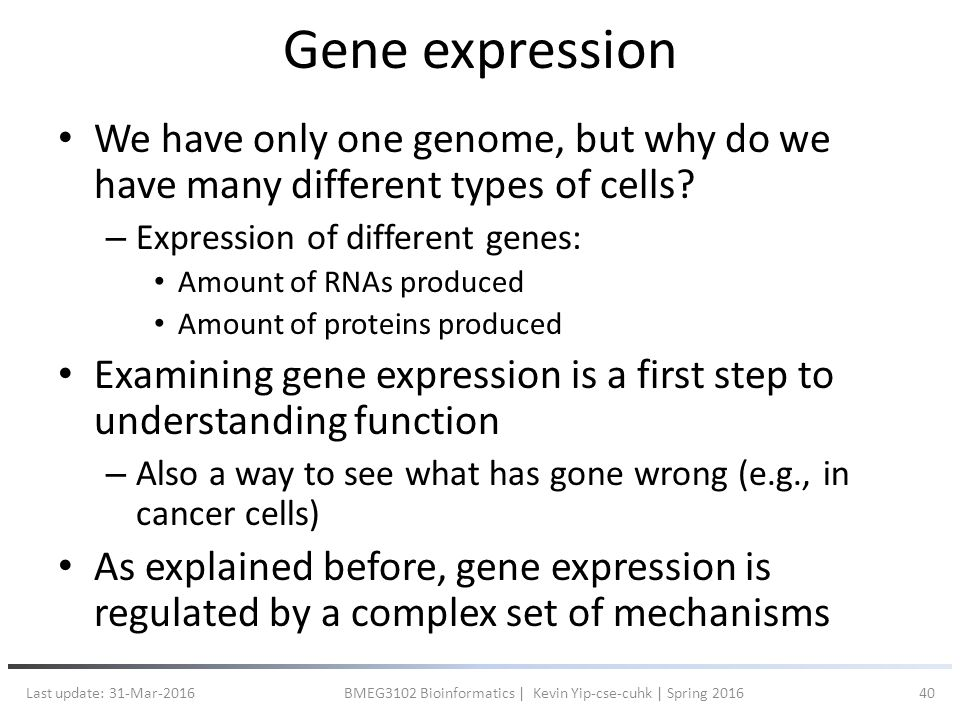 Gene expression
• We have only one genome, but why do we
have many different types of cells?
– Expression of different genes:
• Amount of RNAs produced
• Amount of proteins produced
• Examining gene expression is a first step to
understanding function
– Also a way to see what has gone wrong (e.g., in
cancer cells)
• As explained before, gene expression is
regulated by a complex set of mechanisms
Last update: 31-Mar-2016 BMEG3102 Bioinformatics | Kevin Yip-cse-cuhk | Spring 2016 40